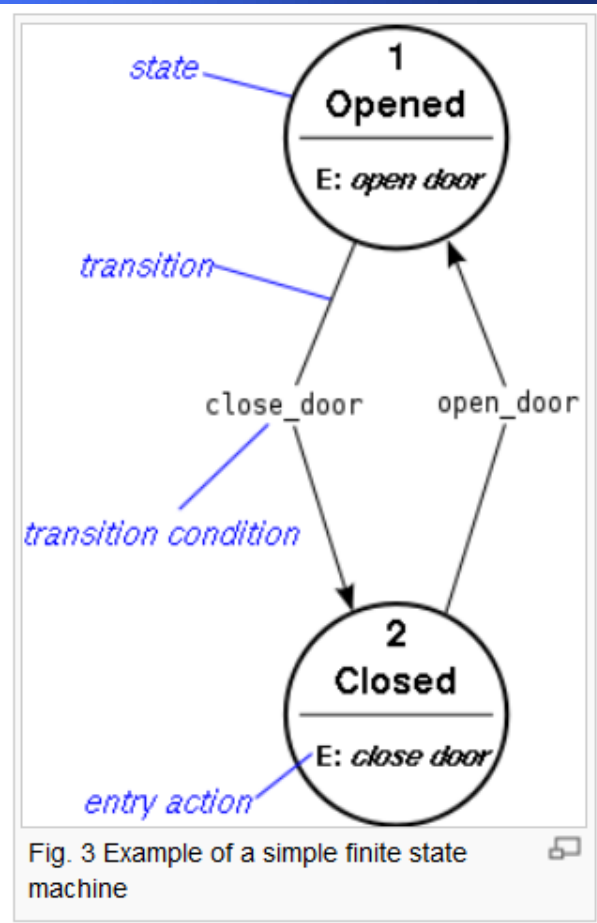 state
1
Opened
E: open door
transition
close_door
open_door
transition condition
2
Closed
E: close door
entry action
Fig. 3 Example of a simple finite state
machine